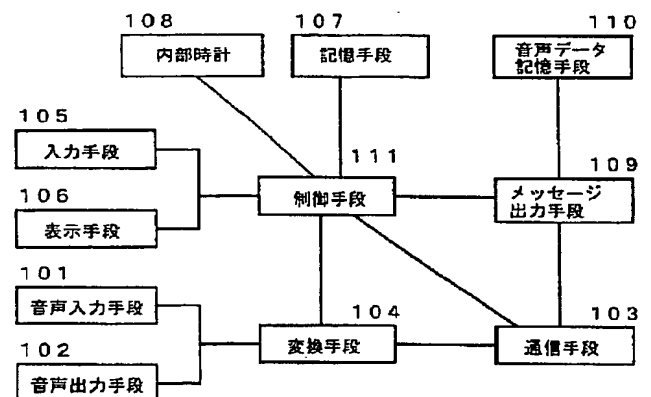 108
内部時計
107
記憶手段
110
音声データ
記憶手段
105
入力手段
111
制御手段
109
メッセージ
出力手段
106
表示手段
101
音声入力手段
104
変換手段
103
通信手段
102
音声出力手段